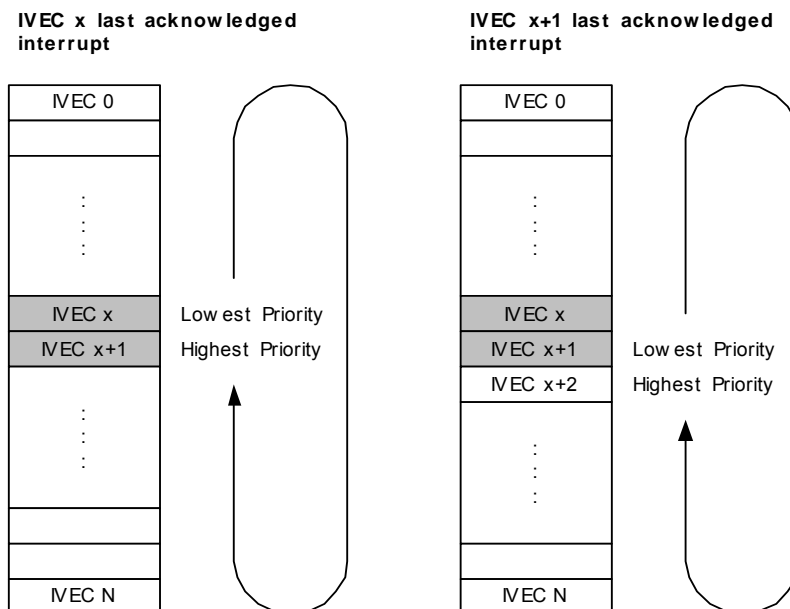 IVEC x last acknowledged
interrupt
IVEC 0
IVEC x
IVEC x+1
IVEC N
Lowest Priority
Highest Priority
IVEC x+1 last acknowledged
interrupt
IVEC 0
IVEC x
IVEC x+1
IVEC x+2
IVEC N
Lowest Priority
Highest Priority